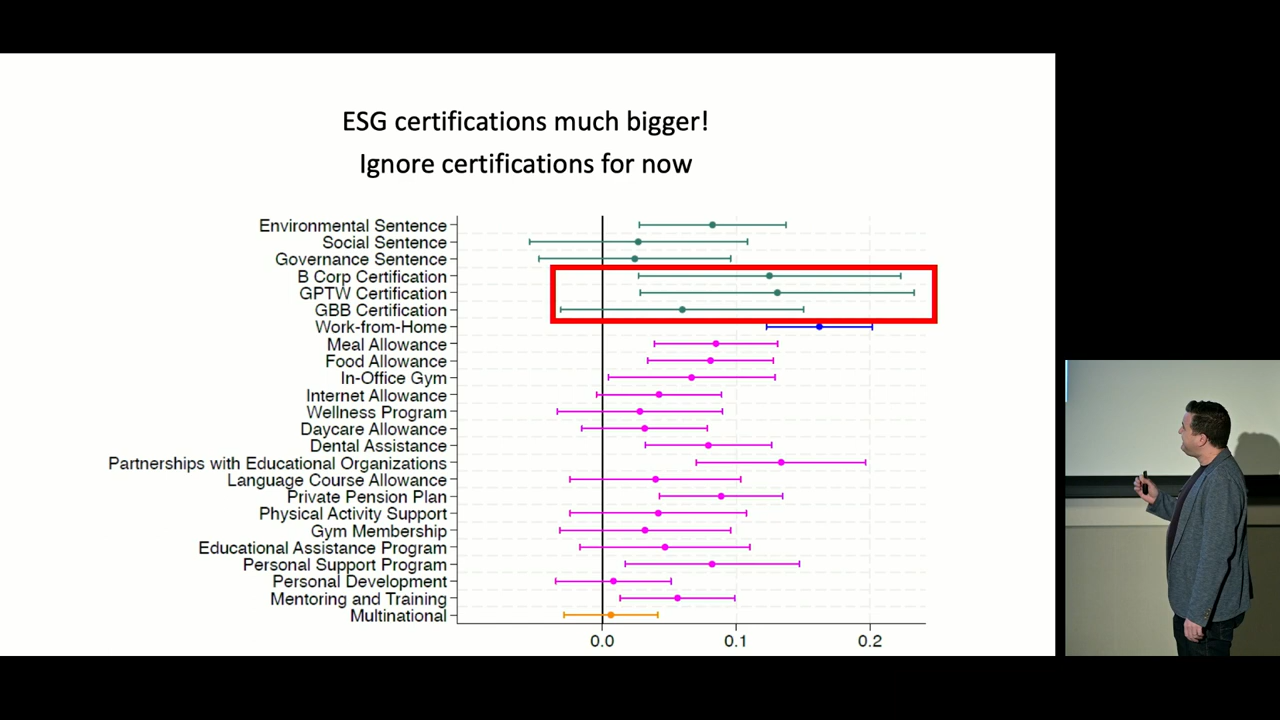 ESG certifications much bigger!
Ignore certifications for now
Environmental Sentence
Social Sentence
Governance Sentence
B Corp Certification
GPTW Certification
GBB Certification
Work-from-Home
Meal Allowance
Food Allowance
In-Office Gym
Internet Allowance
Wellness Program
Daycare Allowance
Dental Assistance
Partnerships with Educational Organizations
Language Course Allowance
Private Pension Plan
Physical Activity Support
Gym Membership
Educational Assistance Program
Personal Support Program
Personal Development
Mentoring and Training
Multinational
0.0 0.1 0.2